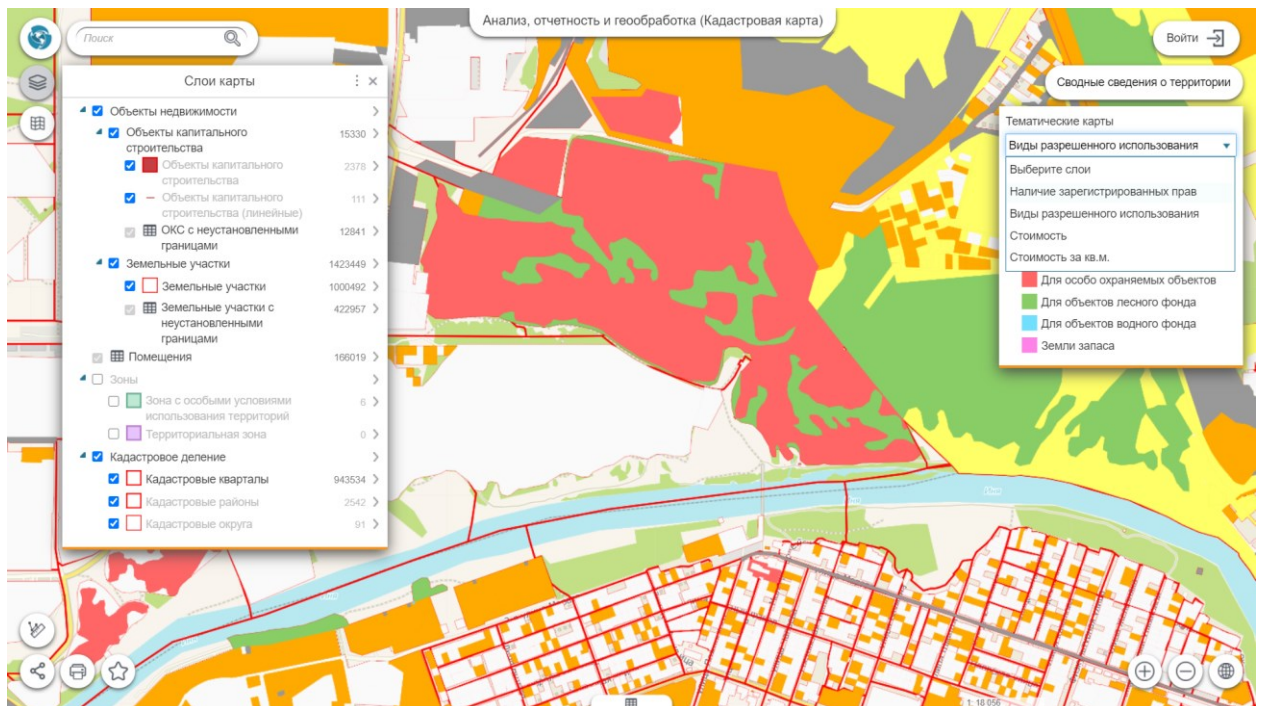 Анализ, отчетность и геообработка (Кадастровая карта)
Поиск
Войти
Слои карты
Сводные сведения о территории
Объекты недвижимости
Объекты капитального
строительства
15330
Объекты капитального
строительства
2378
Объекты капитального
строительства (линейные)
111
ОКС с неустановленными
границами
12841
Земельные участки
1423449
Земельные участки
1000492
Земельные участки с
неустановленными
границами
422957
Помещения
166019
Зоны
Зона с особыми условиями
использования территорий
6
Территориальная зона
0
Кадастровое деление
Кадастровые кварталы
943534
Кадастровые районы
2542
Кадастровые округа
91
Тематические карты
Виды разрешенного использования
Выберите слои
Наличие зарегистрированных прав
Виды разрешенного использования
Стоимость
Стоимость за кв.м.
Для особо охраняемых объектов
Для объектов лесного фонда
Для объектов водного фонда
Земли запаса
1: 18 056